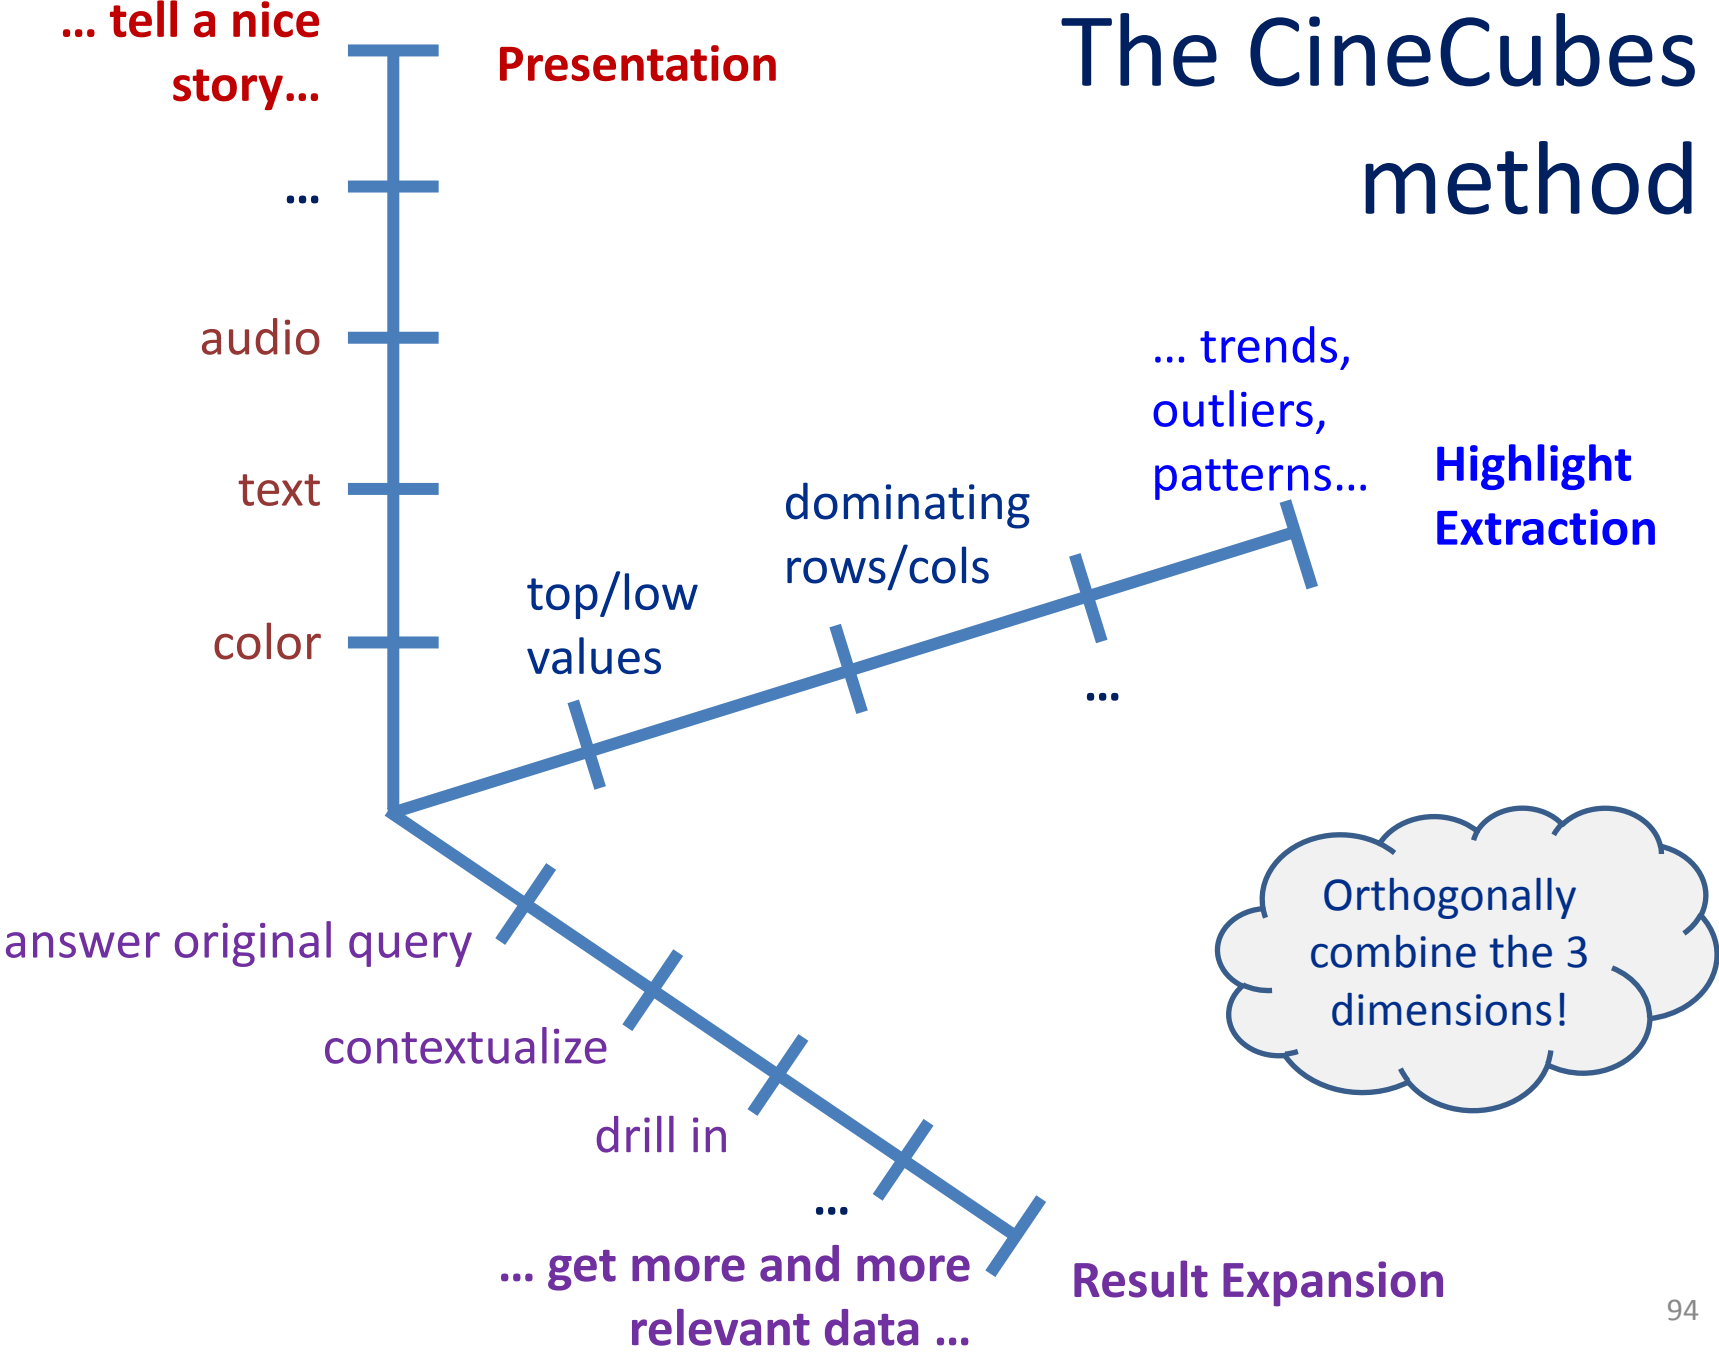 The CineCubes
method
… tell a nice
story…
Presentation
…
audio
text
color
… trends,
outliers,
patterns…
Highlight
Extraction
dominating
rows/cols
top/low
values
…
Orthogonally
combine the 3
dimensions!
answer original query
contextualize
drill in
…
… get more and more
relevant data …
Result Expansion
94